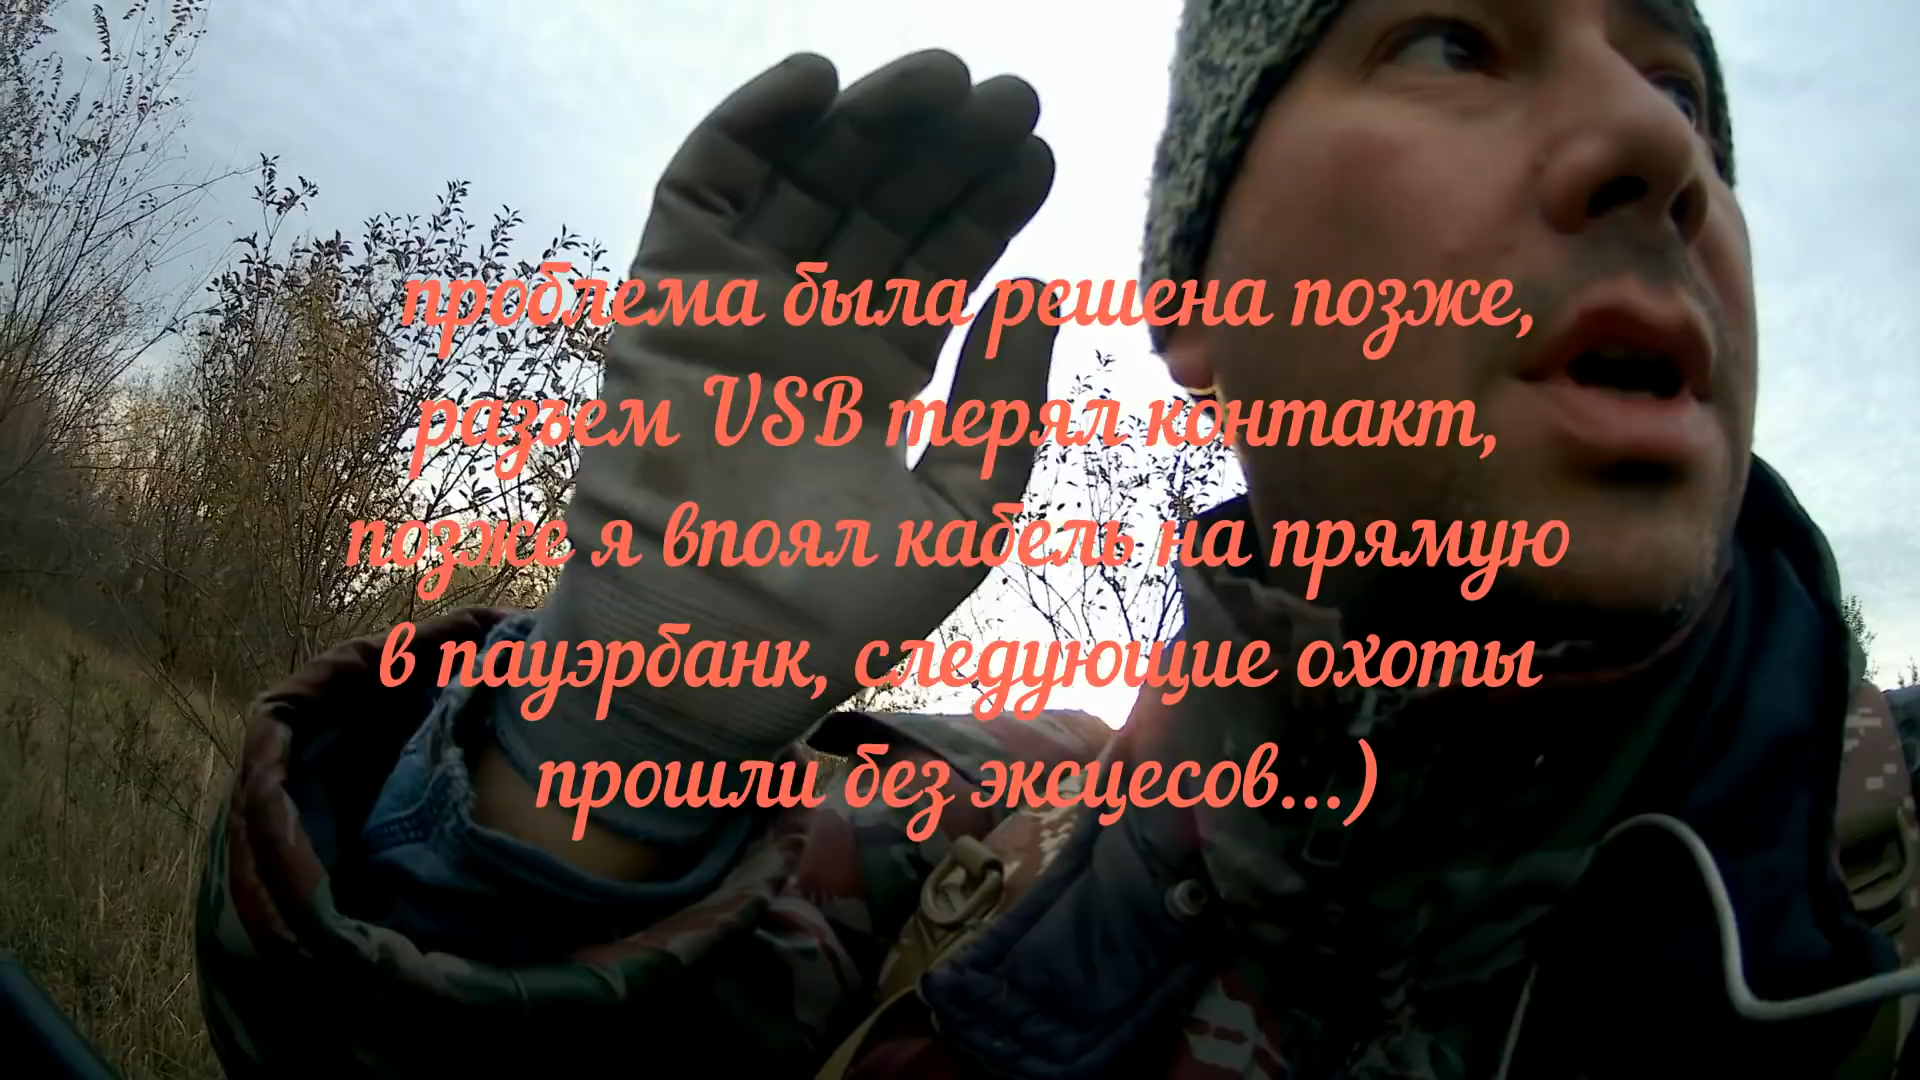 проблема была решена позже,
разъем USB терял контакт,
позже я впоял кабель на прямую
в пауэрбанк, следующие охоты
прошли без эксцесов...)